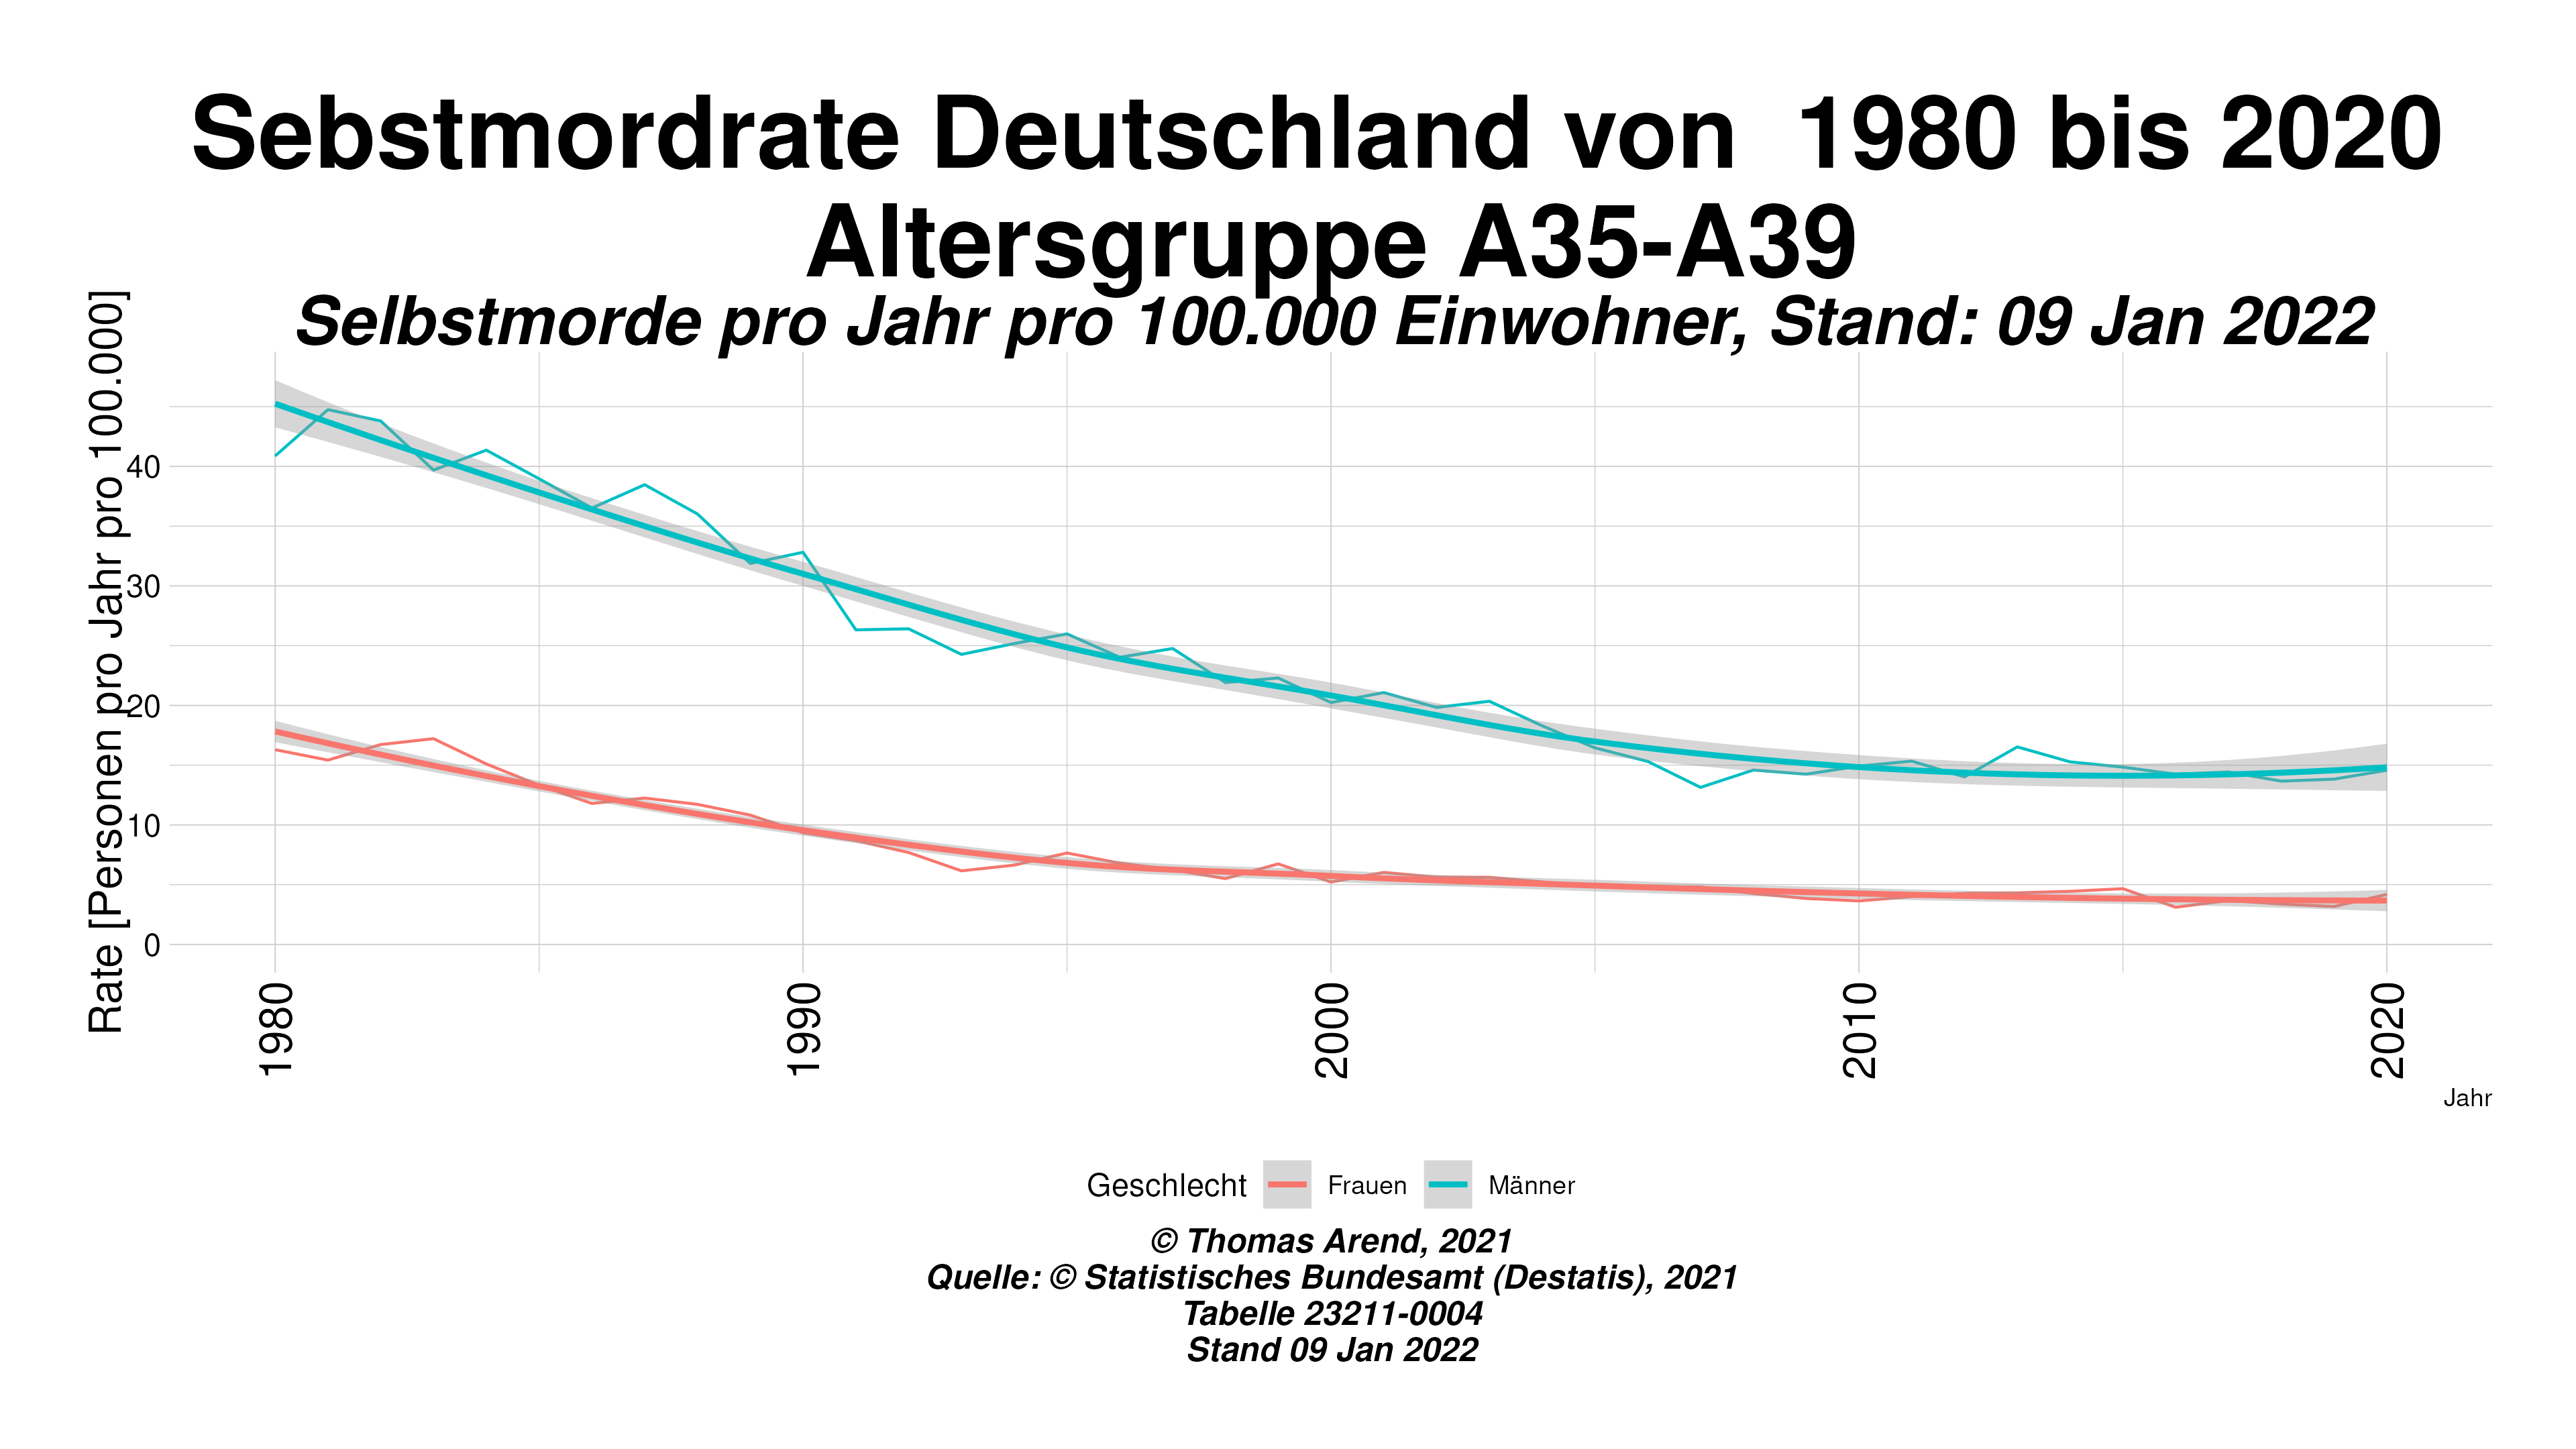 Sebstmordrate Deutschland von  1980 bis 2020
Altersgruppe A35-A39
Selbstmorde pro Jahr pro 100.000 Einwohner, Stand: 09 Jan 2022
Rate [Personen pro Jahr pro 100.000]
40
30
20
10
0
1980
1990
2000
2010
2020
Jahr
Geschlecht Frauen Männer
© Thomas Arend, 2021
Quelle: © Statistisches Bundesamt (Destatis), 2021
Tabelle 23211-0004
Stand 09 Jan 2022